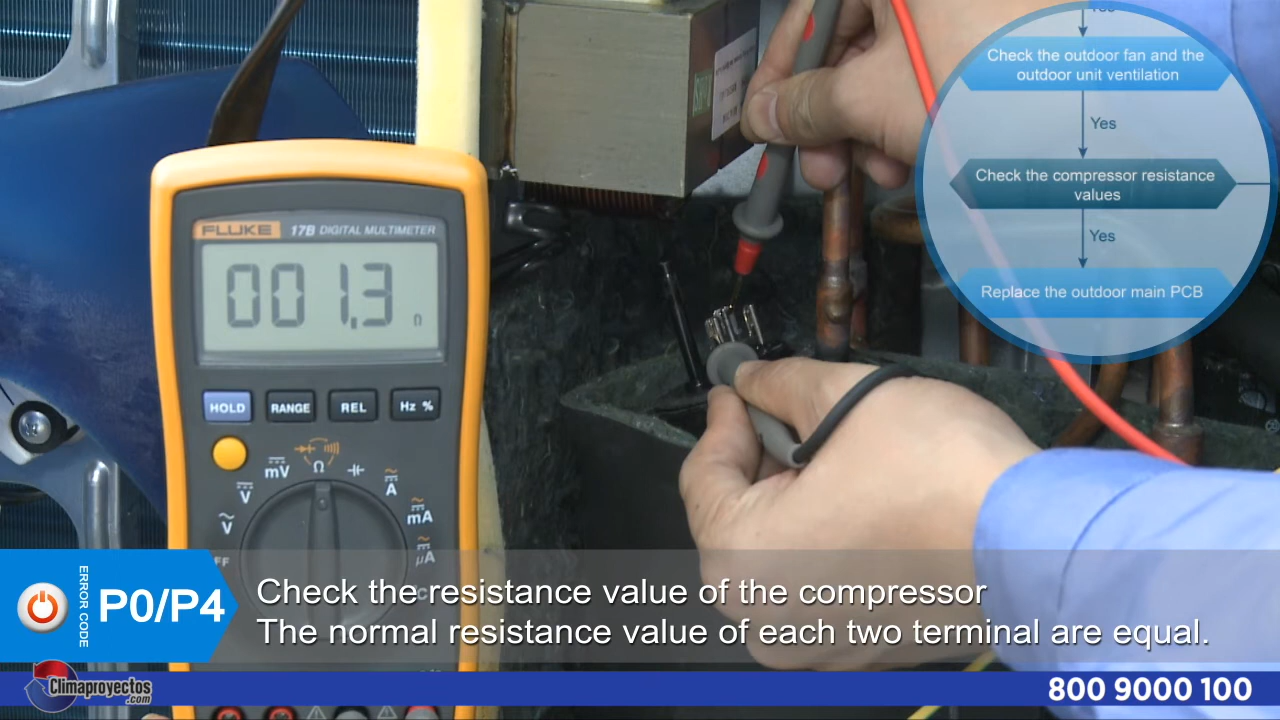 Yes
Check the outdoor fan and the
outdoor unit ventilation
Yes
Check the compressor resistance
values
Yes
Replace the outdoor main PCB
FLUKE 17B DIGITAL MULTIMETER
001.3 Ω
HOLD RANGE REL Hz %
mV Ω A
V mA
V μA
FF °C
ERROR CODE
P0/P4
Check the resistance value of the compressor
The normal resistance value of each two terminal are equal.
Climaproyectos
.com
800 9000 100